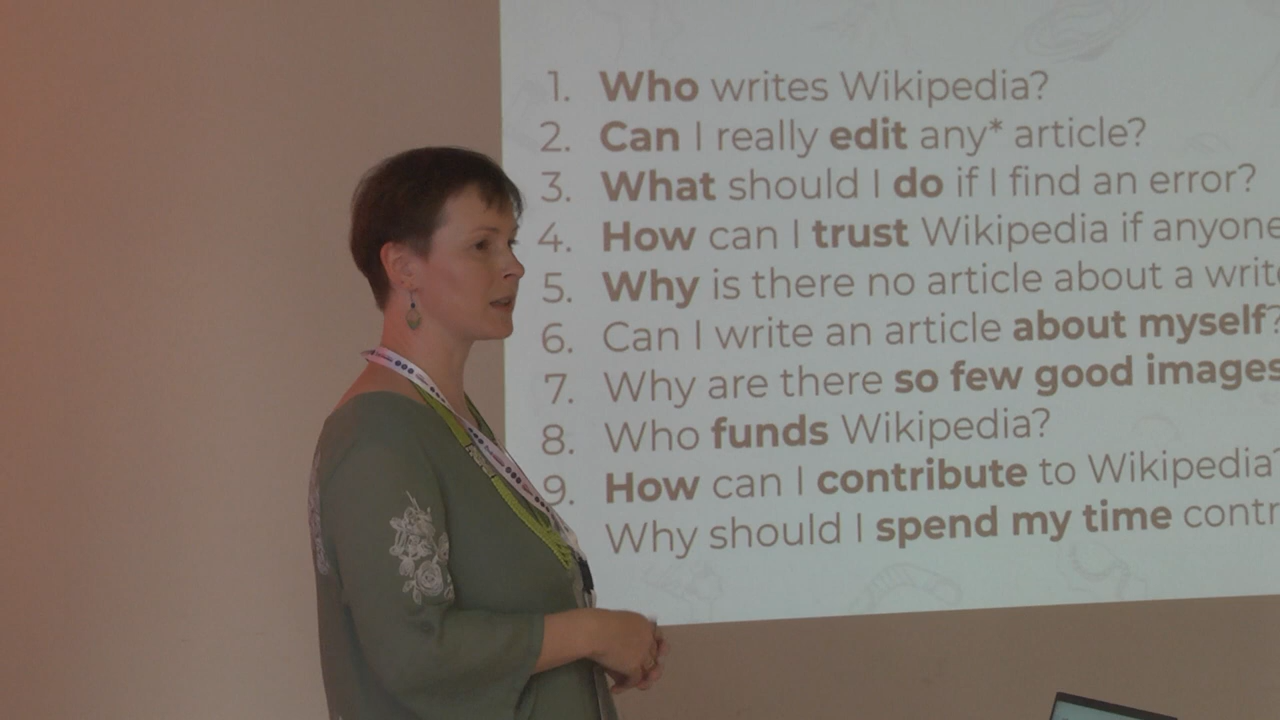 1. Who writes Wikipedia?
2. Can I really edit any* article?
3. What should I do if I find an error?
4. How can I trust Wikipedia if anyone
5. Why is there no article about a
6. Can I write an article about myself?
7. Why are there so few good images
8. Who funds Wikipedia?
9. How can I contribute to Wikipedia?
Why should I spend my time